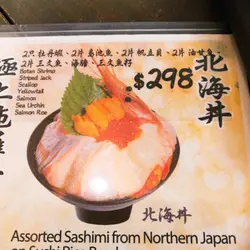 2只牡丹蝦、2片島池魚、2片帆立貝、2片油甘魚、
2片三文魚、海膽、三文魚籽
Botan Shrimp
Striped Jack
Scallop
Yellowtail
Salmon
Sea Urchin
Salmon Roe
$298
北海丼
極上
北海丼
Assorted Sashimi from Northern Japan
on Sushi Rice Bowl